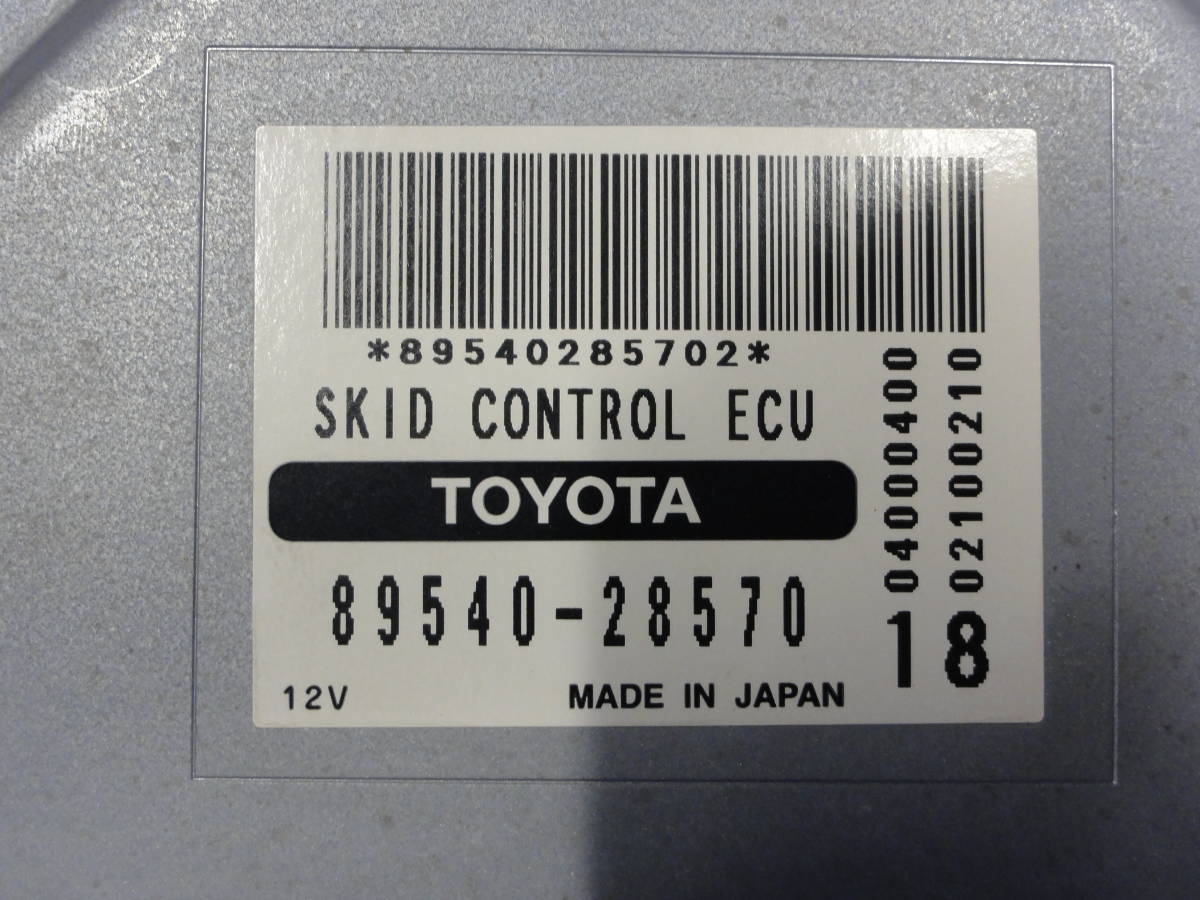 *89540285702*
SKID CONTROL ECU
TOYOTA
89540-28570
12V MADE IN JAPAN
04000400
02100210
18